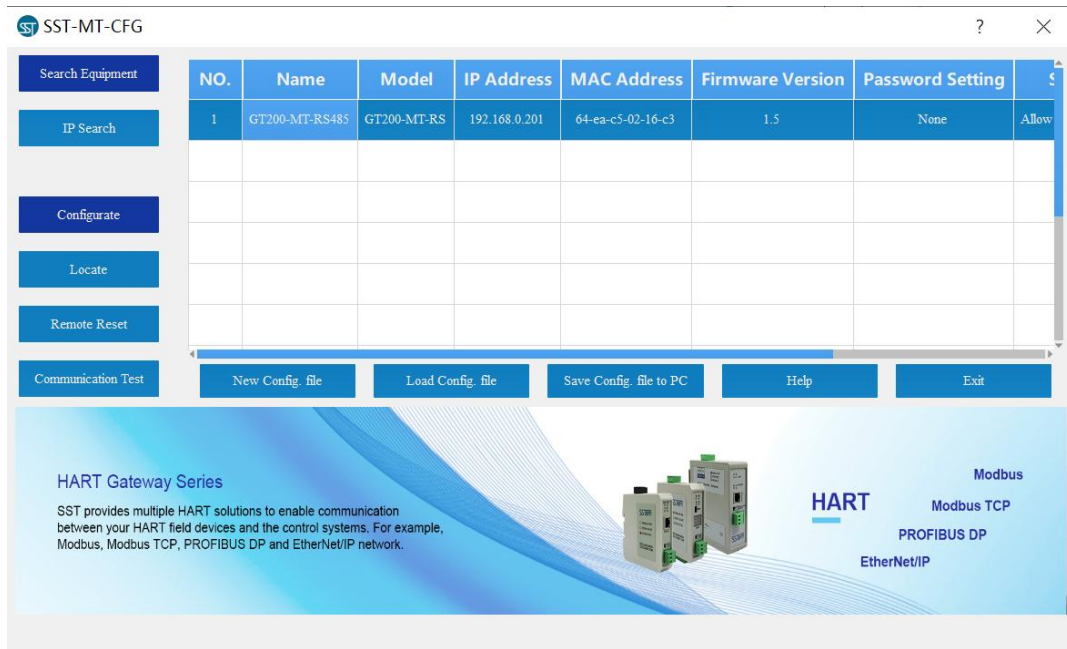 SST SST-MT-CFG ?
Search Equipment
IP Search
Configurate
Locate
Remote Reset
Communication Test
NO. Name Model IP Address MAC Address Firmware Version Password Setting
1 GT200-MT-RS485 GT200-MT-RS 192.168.0.201 64-ea-c5-02-16-c3 1.5 None Allow
New Config. file Load Config. file Save Config. file to PC Help Exit
HART Gateway Series
SST provides multiple HART solutions to enable communication
between your HART field devices and the control systems. For example,
Modbus, Modbus TCP, PROFIBUS DP and EtherNet/IP network.
HART
Modbus
Modbus TCP
PROFIBUS DP
EtherNet/IP